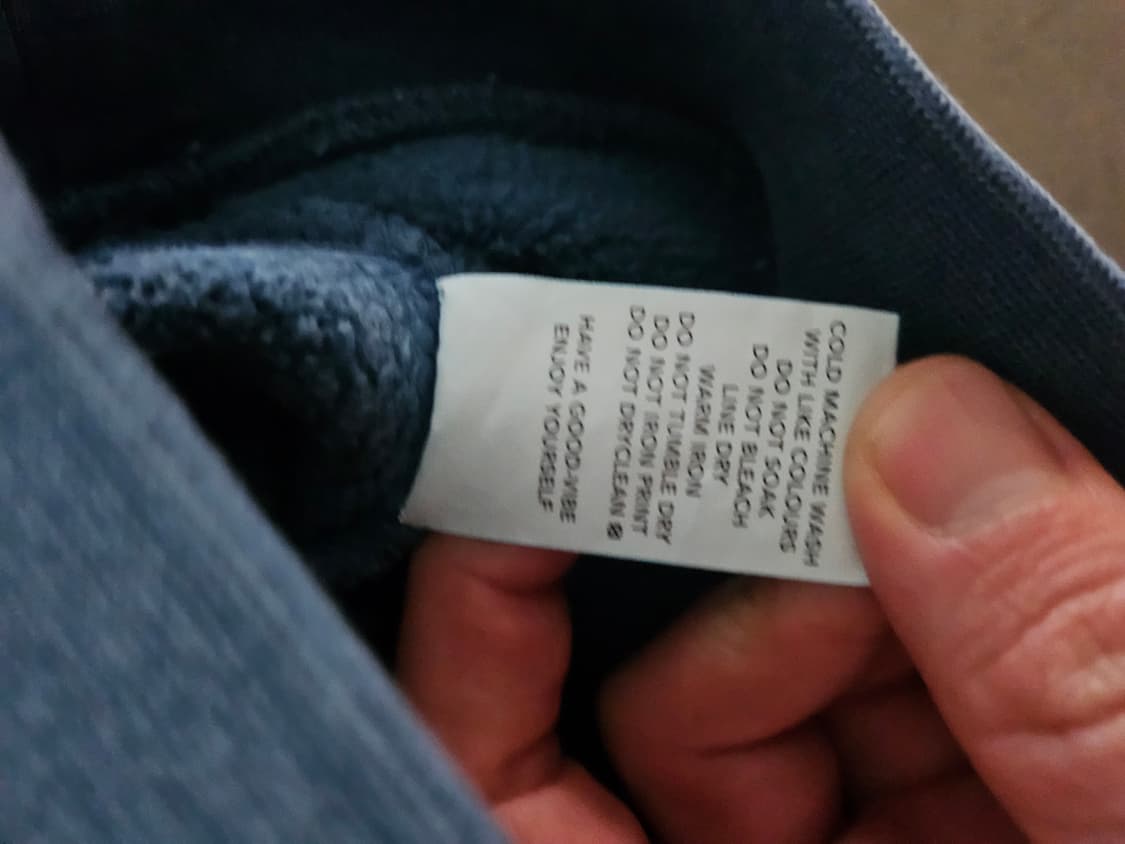 COLD MACHINE WASH
WITH LIKE COLOURS
DO NOT SOAK
DO NOT BLEACH
LINE DRY
WARM IRON
DO NOT TUMBLE DRY
DO NOT IRON PRINT
DO NOT DRYCLEAN
HAVE A GOOD-VIBE
ENJOY YOURSELF